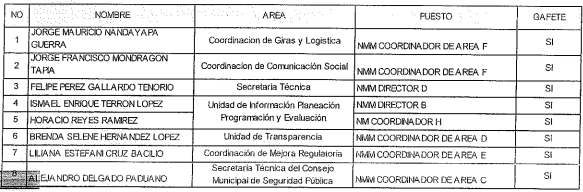 NO NOMBRE AREA PUESTO GAFETE
1 JORGE MAURICIO NANDAYAPA GUERRA Coordinacion de Giras y Logistica NMM COORDINADOR DE AREA F SI
2 JORGE FRANCISCO MONDRAGON TAPIA Coordinacion de Comunicación Social NMM COORDINADOR DE AREA F SI
3 FELIPE PEREZ GALLARDO TENORIO Secretaria Técnica NMM DIRECTOR D SI
4 ISMAEL ENRIQUE TERRON LOPEZ Unidad de Información Planeación NMM DIRECTOR B SI
5 HORACIO REYES RAMIREZ Programación y Evaluación NM COORDINADOR H SI
6 BRENDA SELENE HERNANDEZ LOPEZ Unidad de Transparencia NMM COORDINADOR DE AREA D SI
7 LILIANA ESTEFANI CRUZ BACILIO Coordinación de Mejora Regulatoria NMM COORDINADOR DE AREA E SI
8 ALEJANDRO DELGADO PADUANO Secretaria Técnica del Consejo Municipal de Seguridad Pública NMM COORDINADOR DE AREA C SI